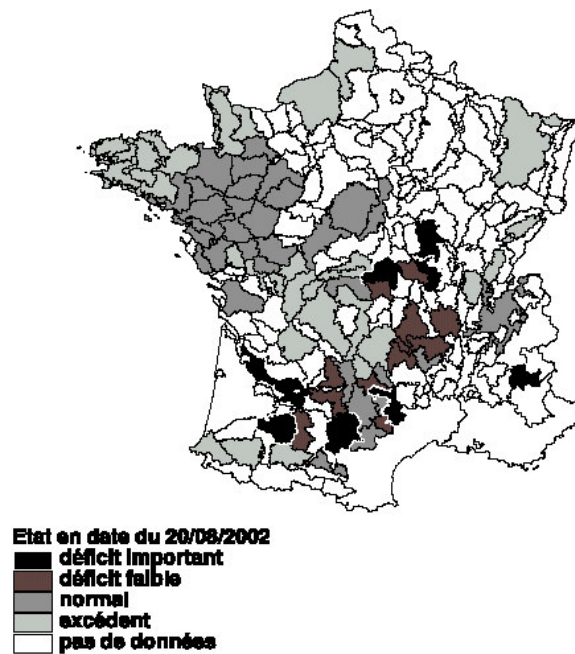 Etat en date du 20/08/2002
déficit important
déficit faible
normal
excédent
pas de données